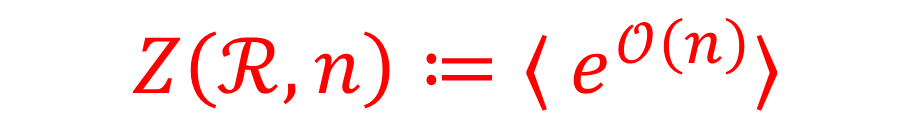 Z(ℛ, n) ≔ ⟨ e^{𝒪(n)} ⟩